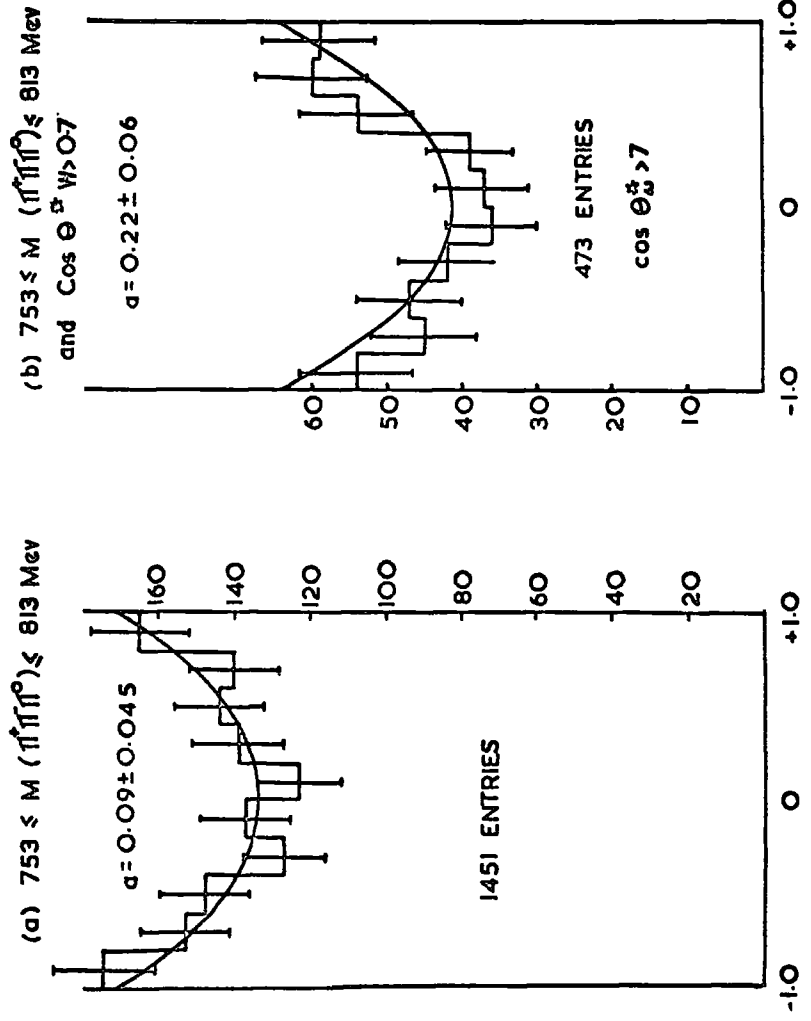 (a) 753 ≤ M (π⁺π⁻π⁰) ≤ 813 Mev
a = 0.09 ± 0.045
160
140
120
100
80
60
40
20
1451 ENTRIES
-1.0 0 +1.0
(b) 753 ≤ M (π⁺π⁻π⁰) ≤ 813 Mev
and Cos Θ* W > 0.7
a = 0.22 ± 0.06
60
50
40
30
20
10
473 ENTRIES
cos Θ*ω > 7
-1.0 0 +1.0